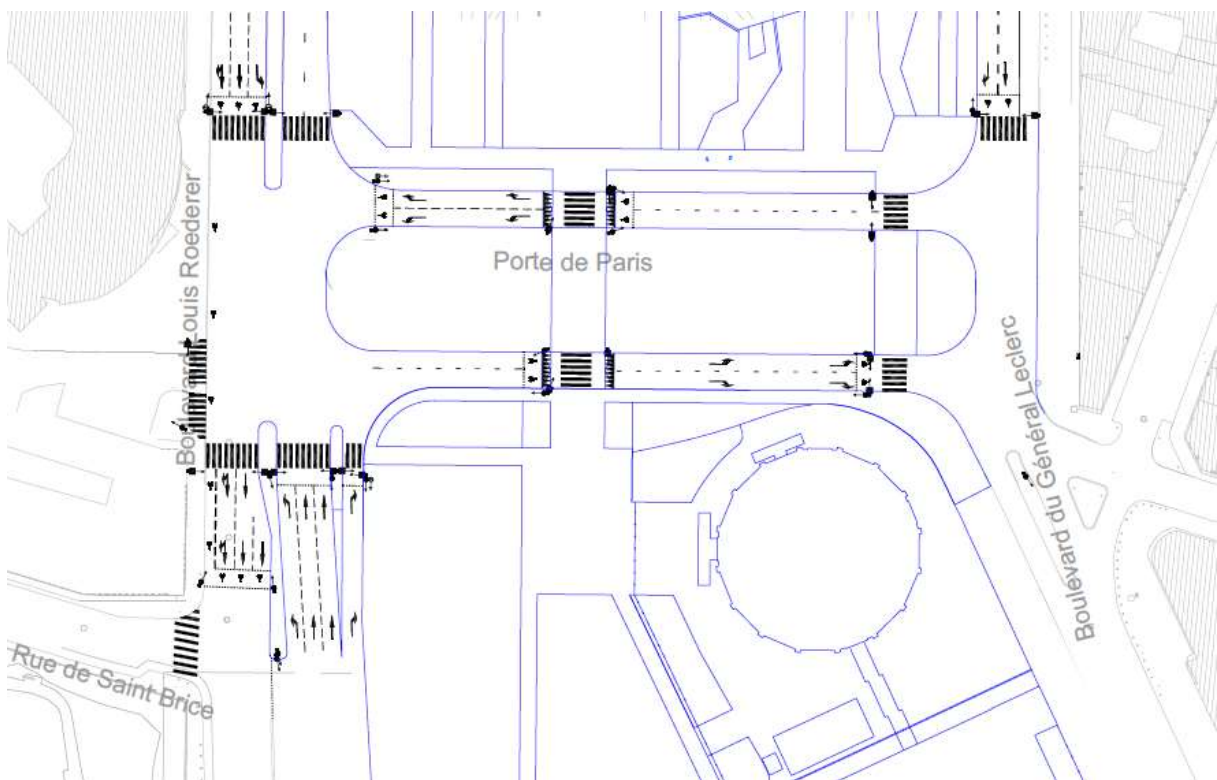 Boulevard Louis Roederer
Porte de Paris
Boulevard du Général Leclerc
Rue de Saint Brice